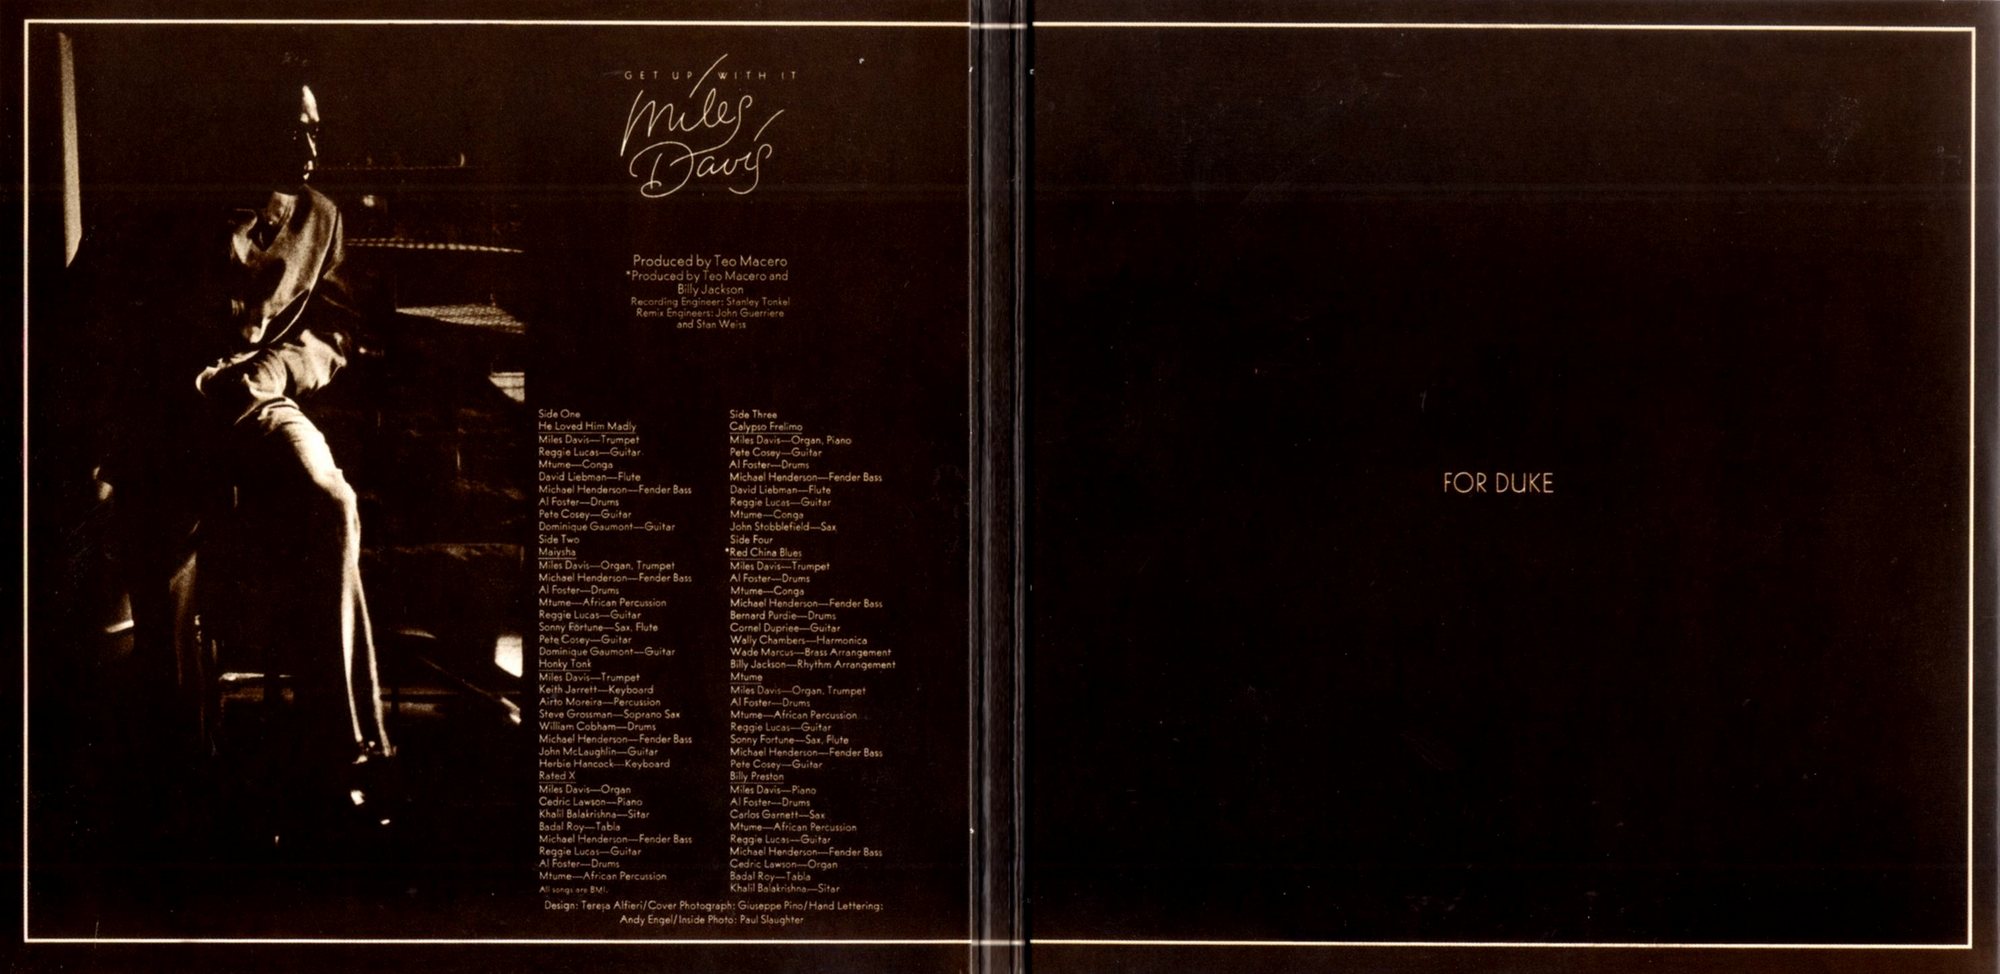 GET UP WITH IT
Miles
Davis
Produced by Teo Macero
*Produced by Teo Macero and
Billy Jackson
Recording Engineer: Stanley Tonkel
Remix Engineers: John Guerriere
and Stan Weiss
Side One
He Loved Him Madly
Miles Davis—Trumpet
Reggie Lucas—Guitar
Mtume—Conga
David Liebman—Flute
Michael Henderson—Fender Bass
Al Foster—Drums
Pete Cosey—Guitar
Dominique Gaumont—Guitar
Side Two
Maiysha
Miles Davis—Organ, Trumpet
Michael Henderson—Fender Bass
Al Foster—Drums
Mtume—African Percussion
Reggie Lucas—Guitar
Sonny Fortune—Sax, Flute
Pete Cosey—Guitar
Dominique Gaumont—Guitar
Honky Tonk
Miles Davis—Trumpet
Keith Jarrett—Keyboard
Airto Moreira—Percussion
Steve Grossman—Soprano Sax
William Cobham—Drums
Michael Henderson—Fender Bass
John McLaughlin—Guitar
Herbie Hancock—Keyboard
Rated X
Miles Davis—Organ
Cedric Lawson—Piano
Khalil Balakrishna—Sitar
Badal Roy—Tabla
Michael Henderson—Fender Bass
Reggie Lucas—Guitar
Al Foster—Drums
Mtume—African Percussion
All songs are BMI.
Side Three
Calypso Frelimo
Miles Davis—Organ, Piano
Pete Cosey—Guitar
Al Foster—Drums
Michael Henderson—Fender Bass
David Liebman—Flute
Reggie Lucas—Guitar
Mtume—Conga
John Stobblefield—Sax
Side Four
*Red China Blues
Miles Davis—Trumpet
Al Foster—Drums
Mtume—Conga
Michael Henderson—Fender Bass
Bernard Purdie—Drums
Cornel Dupriee—Guitar
Wally Chambers—Harmonica
Wade Marcus—Brass Arrangement
Billy Jackson—Rhythm Arrangement
Mtume
Miles Davis—Organ, Trumpet
Al Foster—Drums
Mtume—African Percussion
Reggie Lucas—Guitar
Sonny Fortune—Sax, Flute
Michael Henderson—Fender Bass
Pete Cosey—Guitar
Billy Preston
Miles Davis—Piano
Al Foster—Drums
Carlos Garnett—Sax
Mtume—African Percussion
Reggie Lucas—Guitar
Michael Henderson—Fender Bass
Cedric Lawson—Organ
Badal Roy—Tabla
Khalil Balakrishna—Sitar
Design: Teresa Alfieri/Cover Photograph: Giuseppe Pino/Hand Lettering:
Andy Engel/Inside Photo: Paul Slaughter
FOR DUKE